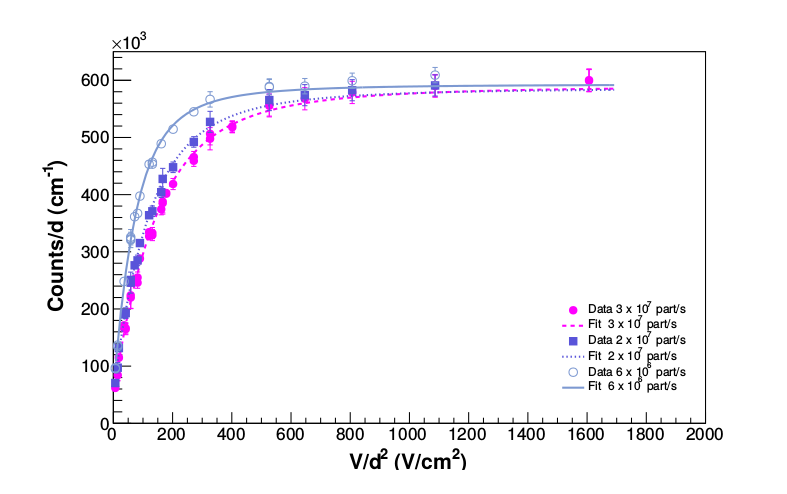 ×10³
600
500
400
300
200
100
0
Counts/d (cm⁻¹)
Data 3 x 10⁷ part/s
Fit 3 x 10⁷ part/s
Data 2 x 10⁷ part/s
Fit 2 x 10⁷ part/s
Data 6 x 10⁸ part/s
Fit 6 x 10⁸ part/s
0 200 400 600 800 1000 1200 1400 1600 1800 2000
V/d² (V/cm²)